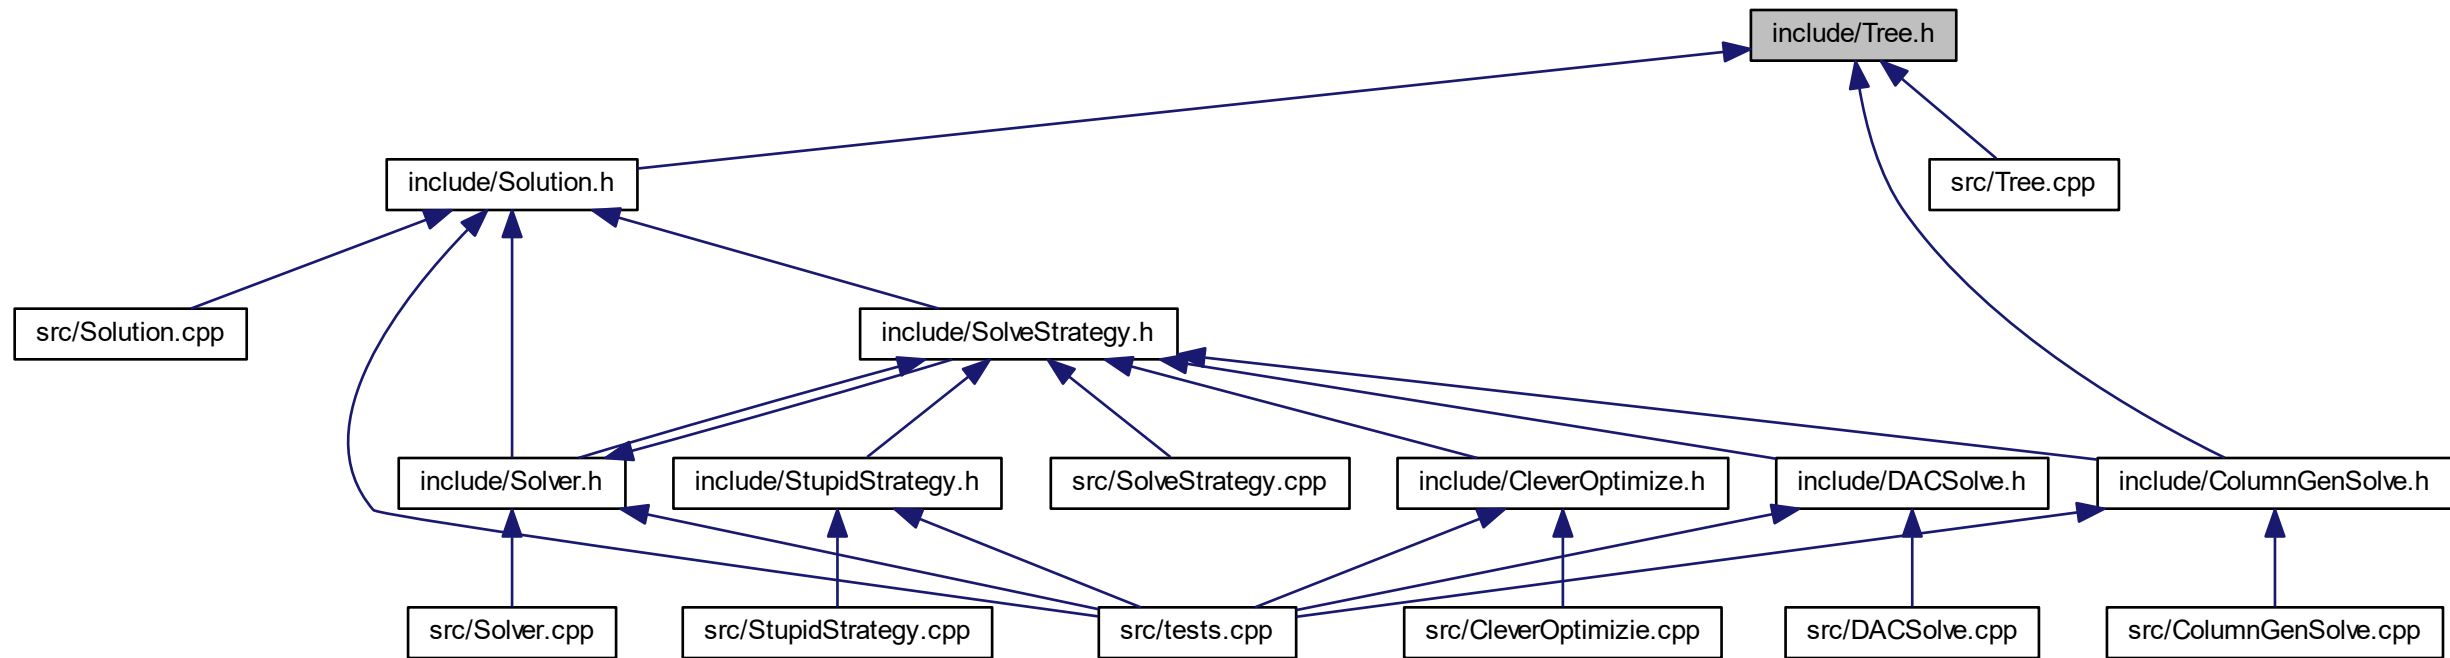 include/Tree.h
include/Solution.h
src/Tree.cpp
src/Solution.cpp
include/SolveStrategy.h
include/Solver.h
include/StupidStrategy.h
src/SolveStrategy.cpp
include/CleverOptimize.h
include/DACSolve.h
include/ColumnGenSolve.h
src/Solver.cpp
src/StupidStrategy.cpp
src/tests.cpp
src/CleverOptimizie.cpp
src/DACSolve.cpp
src/ColumnGenSolve.cpp